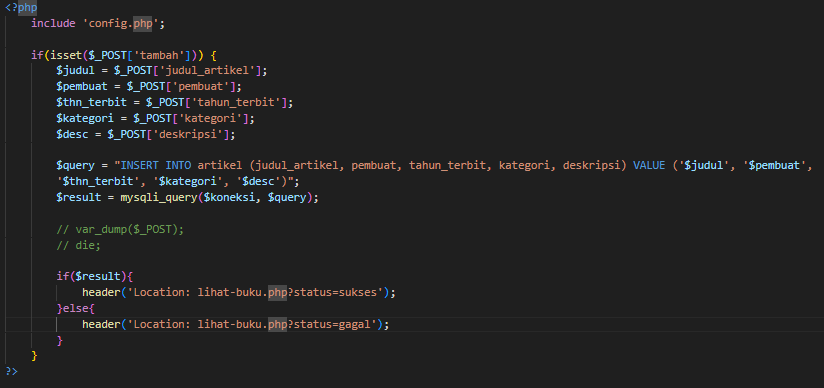 <?php
include 'config.php';
if(isset($_POST['tambah'])) {
$judul = $_POST['judul_artikel'];
$pembuat = $_POST['pembuat'];
$thn_terbit = $_POST['tahun_terbit'];
$kategori = $_POST['kategori'];
$desc = $_POST['deskripsi'];
$query = "INSERT INTO artikel (judul_artikel, pembuat, tahun_terbit, kategori, deskripsi) VALUE ('$judul', '$pembuat',
'$thn_terbit', '$kategori', '$desc')";
$result = mysqli_query($koneksi, $query);
// var_dump($_POST);
// die;
if($result){
header('Location: lihat-buku.php?status=sukses');
}else{
header('Location: lihat-buku.php?status=gagal');
}
}
?>